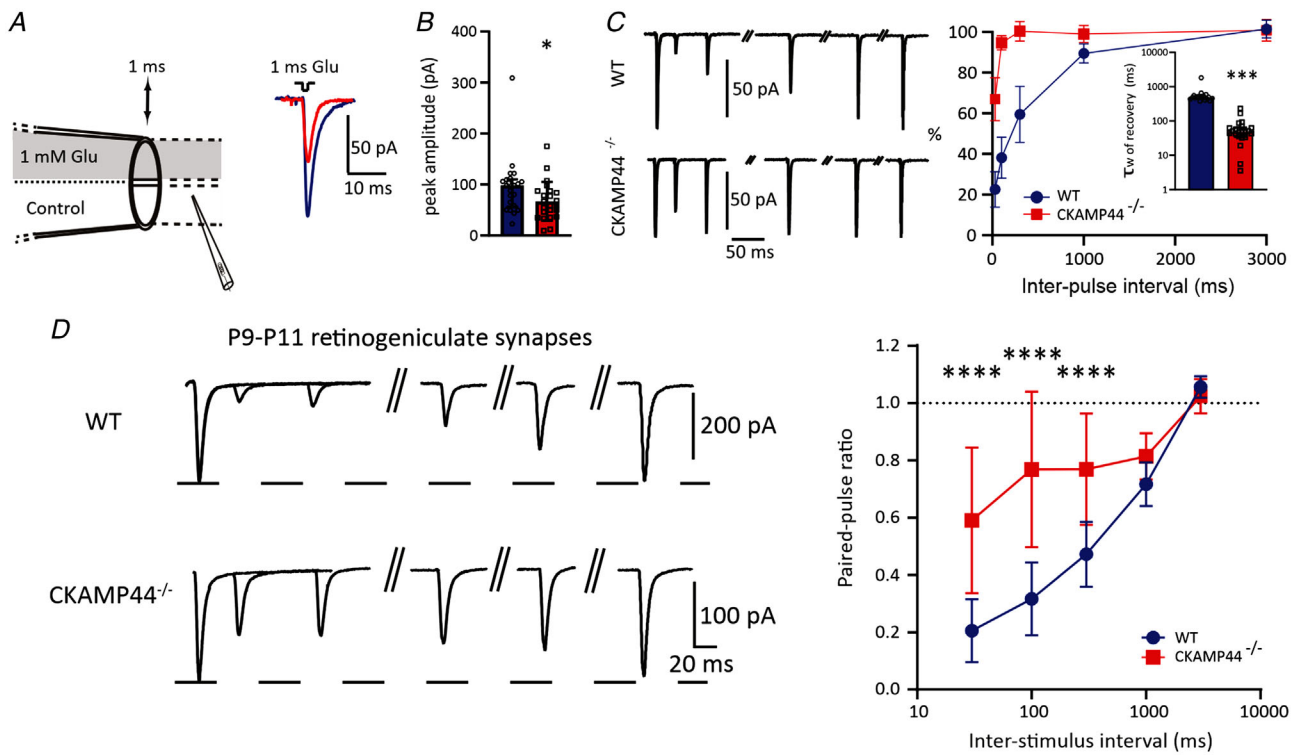 A
1 ms
1 mM Glu
Control
1 ms Glu
50 pA
10 ms
B
peak amplitude (pA)
400
300
200
100
0
*
C
WT
50 pA
CKAMP44-/-
50 pA
50 ms
%
100
80
60
40
20
0
0
1000
2000
3000
Inter-pulse interval (ms)
WT
CKAMP44-/-
τw of recovery (ms)
10000
1000
100
10
1
***
D
P9-P11 retinogeniculate synapses
WT
200 pA
CKAMP44-/-
100 pA
20 ms
Paired-pulse ratio
1.2
1.0
0.8
0.6
0.4
0.2
0.0
****
****
****
WT
CKAMP44-/-
10
100
1000
10000
Inter-stimulus interval (ms)